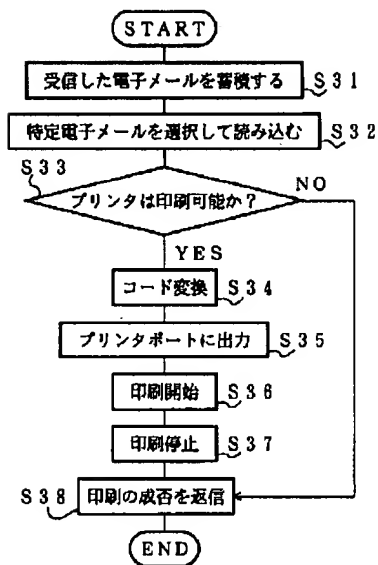 START
受信した電子メールを蓄積する
S31
特定電子メールを選択して読み込む
S32
S33
プリンタは印刷可能か?
NO
YES
コード変換
S34
プリンタポートに出力
S35
印刷開始
S36
印刷停止
S37
S38
印刷の成否を返信
END